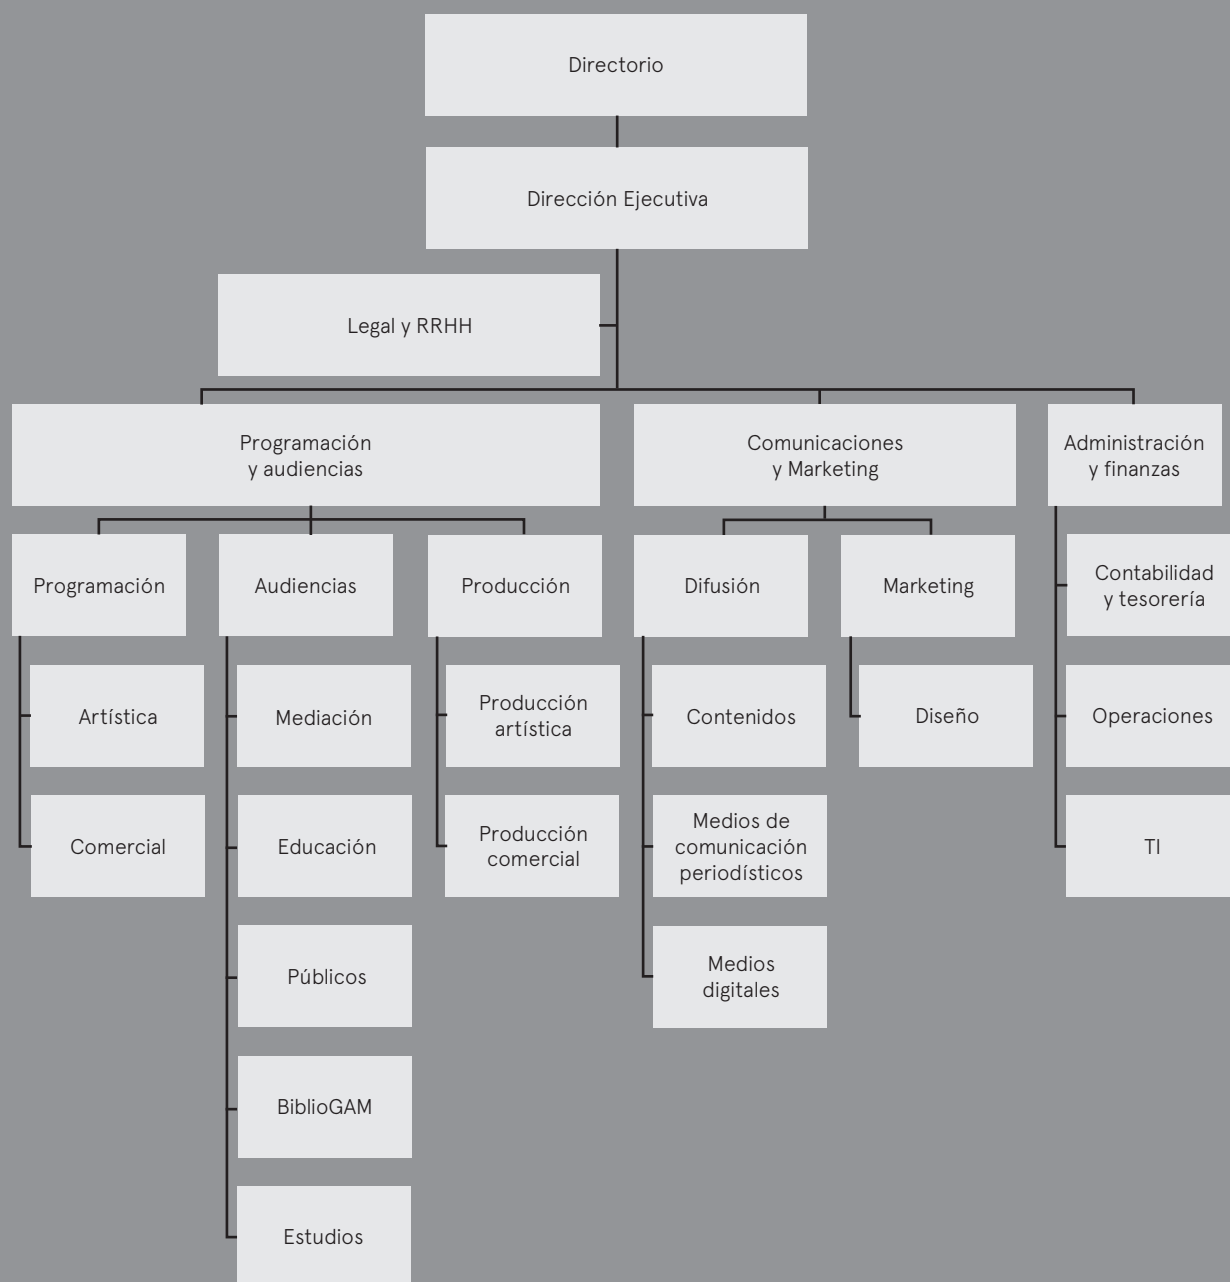 Directorio
Dirección Ejecutiva
Legal y RRHH
Programación
y audiencias
Comunicaciones
y Marketing
Administración
y finanzas
Programación
Audiencias
Producción
Difusión
Marketing
Contabilidad
y tesorería
Artística
Mediación
Producción
artística
Contenidos
Diseño
Operaciones
Comercial
Educación
Producción
comercial
Medios de
comunicación
periodísticos
TI
Públicos
Medios
digitales
BiblioGAM
Estudios